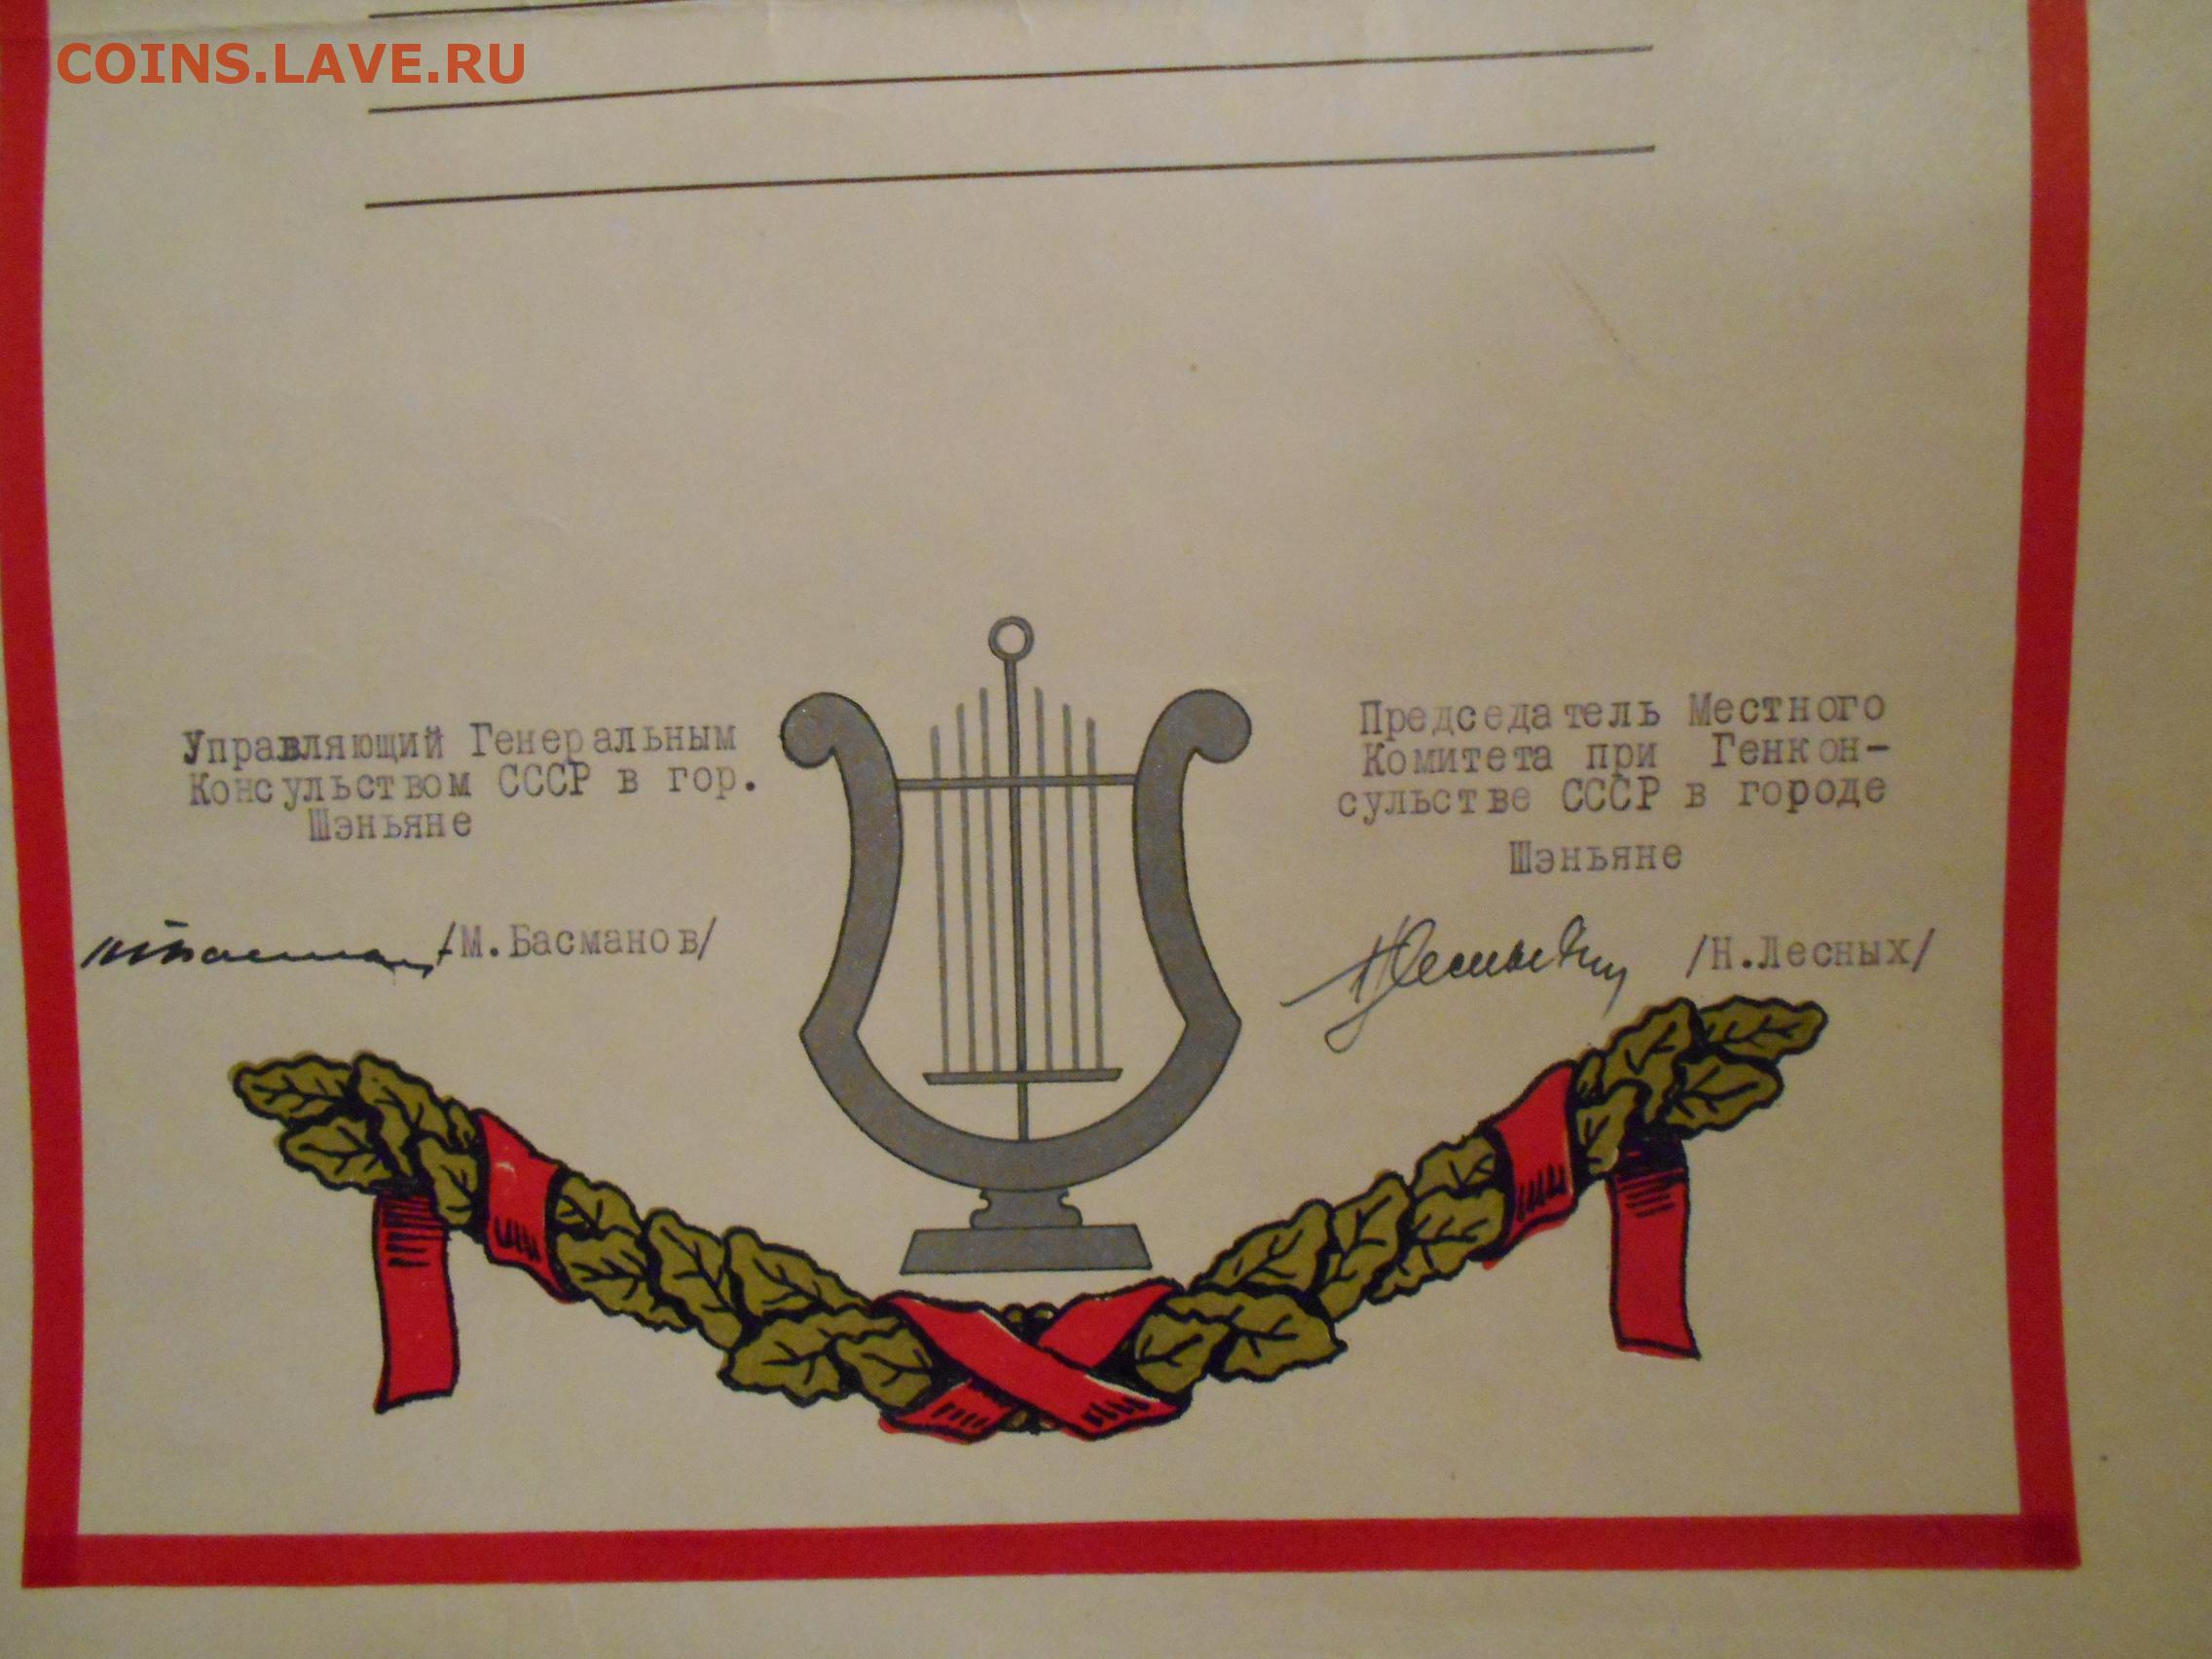 COINS.LAVE.RU
Управляющий Генеральным
Консульством СССР в гор.
Шэньяне
/М.Басманов/
Председатель Местного
Комитета при Генкон-
сульстве СССР в городе
Шэньяне
/Н.Лесных/